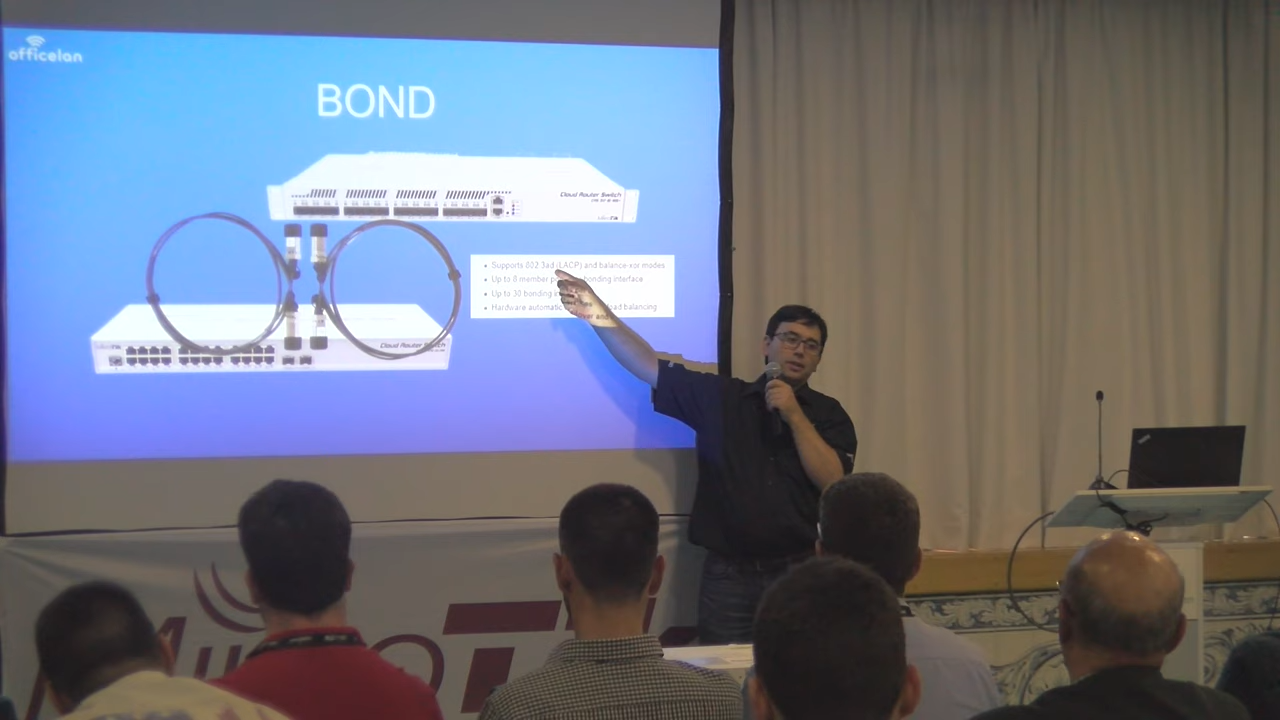 officelan
BOND
Cloud Router Switch
• Supports 802.3ad (LACP) and balance-xor modes
• Up to 8 member bonding interface
• Up to 30 bonding
• Hardware automatic load balancing
Cloud Router Switch